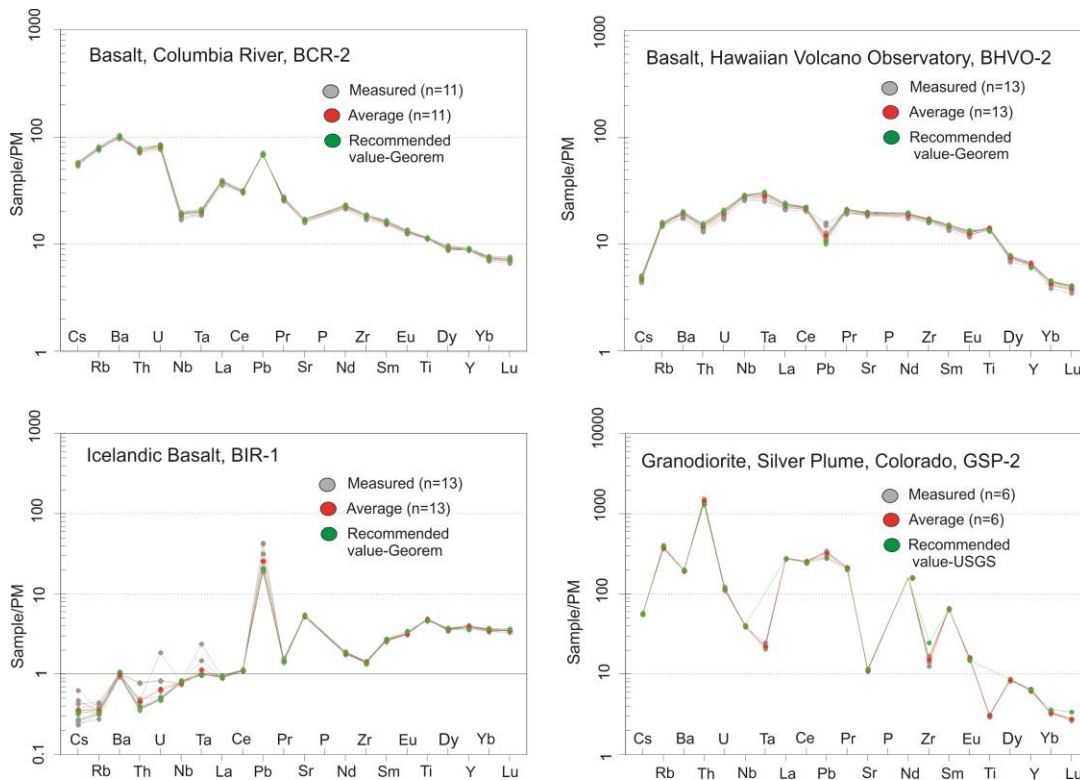 1000
100
10
1
Sample/PM
Basalt, Columbia River, BCR-2
Measured (n=11)
Average (n=11)
Recommended
value-Georem
Cs Ba U Ta Ce Pr P Zr Eu Dy Yb
Rb Th Nb La Pb Sr Nd Sm Ti Y Lu
1000
100
10
1
Sample/PM
Basalt, Hawaiian Volcano Observatory, BHVO-2
Measured (n=13)
Average (n=13)
Recommended
value-Georem
Cs Ba U Ta Ce Pr P Zr Eu Dy Yb
Rb Th Nb La Pb Sr Nd Sm Ti Y Lu
1000
100
10
1
0.1
Sample/PM
Icelandic Basalt, BIR-1
Measured (n=13)
Average (n=13)
Recommended
value-Georem
Cs Ba U Ta Ce Pr P Zr Eu Dy Yb
Rb Th Nb La Pb Sr Nd Sm Ti Y Lu
10000
1000
100
10
1
Sample/PM
Granodiorite, Silver Plume, Colorado, GSP-2
Measured (n=6)
Average (n=6)
Recommended
value-USGS
Cs Ba U Ta Ce Pr P Zr Eu Dy Yb
Rb Th Nb La Pb Sr Nd Sm Ti Y Lu